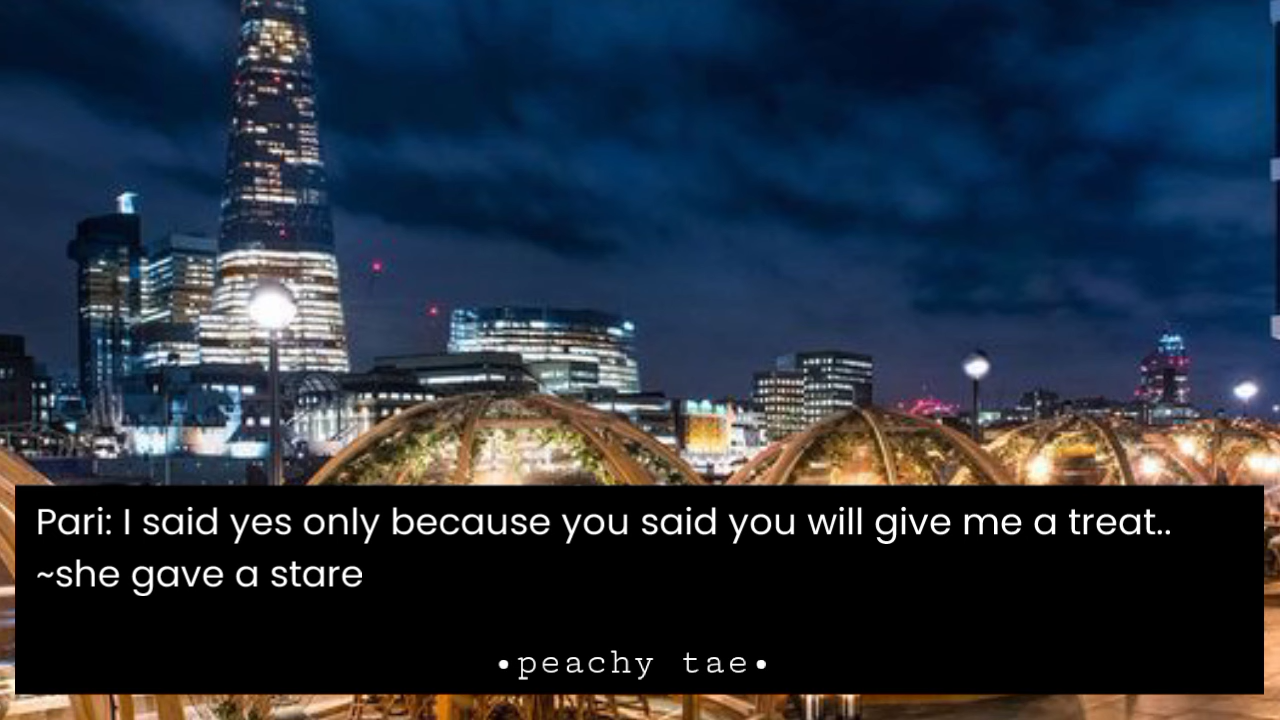 Pari: I said yes only because you said you will give me a treat..
~she gave a stare
•peachy tae•